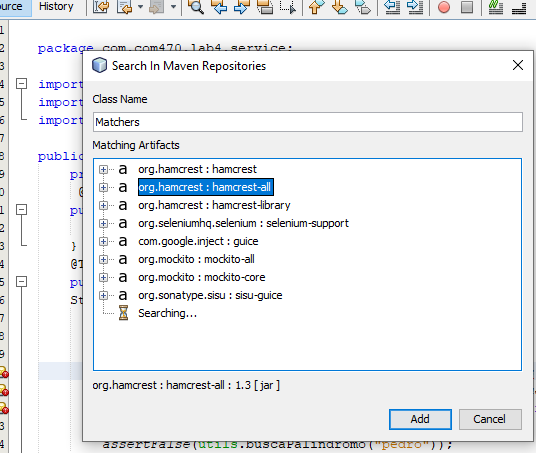 ource
History
package com.com470.lab4.service;
Search In Maven Repositories
Class Name
Matchers
Matching Artifacts
org.hamcrest : hamcrest
org.hamcrest : hamcrest-all
org.hamcrest : hamcrest-library
org.seleniumhq.selenium : selenium-support
com.google.inject : guice
org.mockito : mockito-all
org.mockito : mockito-core
org.sonatype.sisu : sisu-guice
Searching...
org.hamcrest : hamcrest-all : 1.3 [ jar ]
Add
Cancel
import
import
import
public
pr
@
pu
}
@T
pu
St
assertFalse(utils.buscaPalindromo("pedro"));